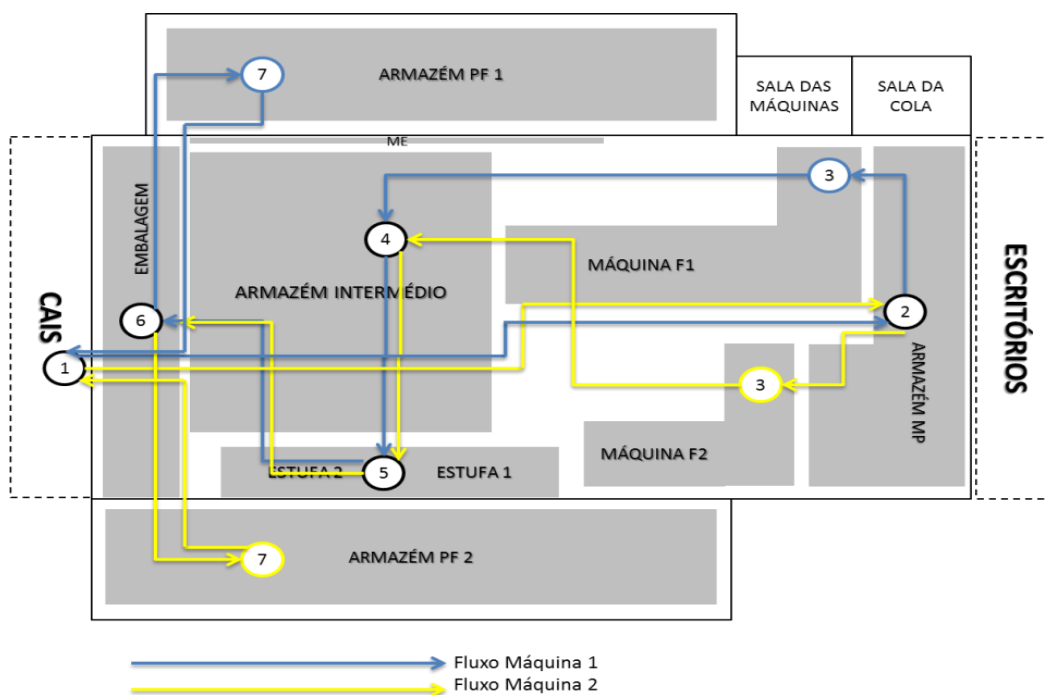 7
ARMAZÉM PF 1
SALA DAS
MÁQUINAS
SALA DA
COLA
ME
3
EMBALAGEM
4
MÁQUINA F1
ARMAZÉM INTERMÉDIO
ESCRITÓRIOS
CAIS
6
2
1
3
ARMAZÉM MP
MÁQUINA F2
ESTUFA 2
5
ESTUFA 1
7
ARMAZÉM PF 2
Fluxo Máquina 1
Fluxo Máquina 2